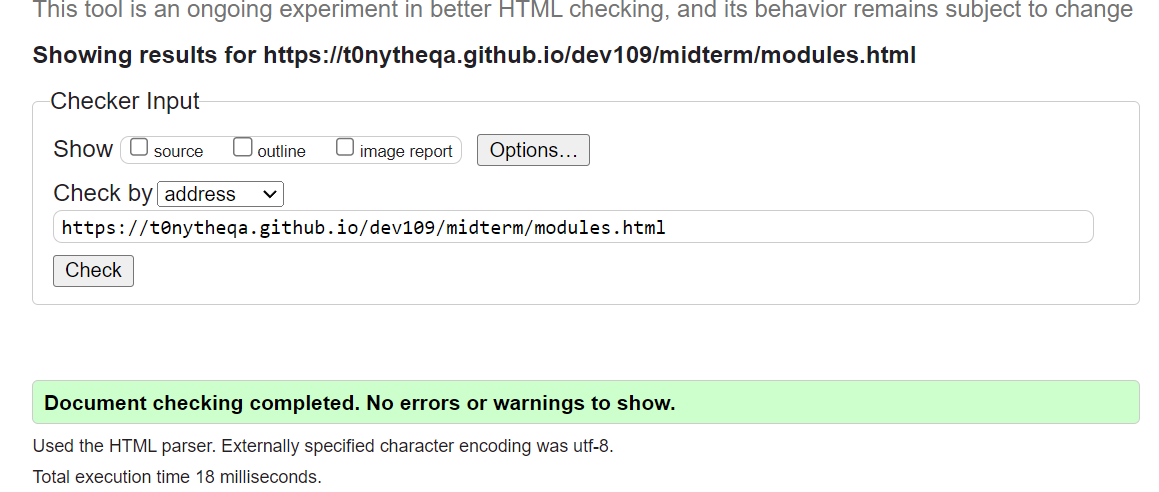 This tool is an ongoing experiment in better HTML checking, and its behavior remains subject to change
Showing results for https://t0nytheqa.github.io/dev109/midterm/modules.html
Checker Input
Show source outline image report Options...
Check by address
https://t0nytheqa.github.io/dev109/midterm/modules.html
Check
Document checking completed. No errors or warnings to show.
Used the HTML parser. Externally specified character encoding was utf-8.
Total execution time 18 milliseconds.